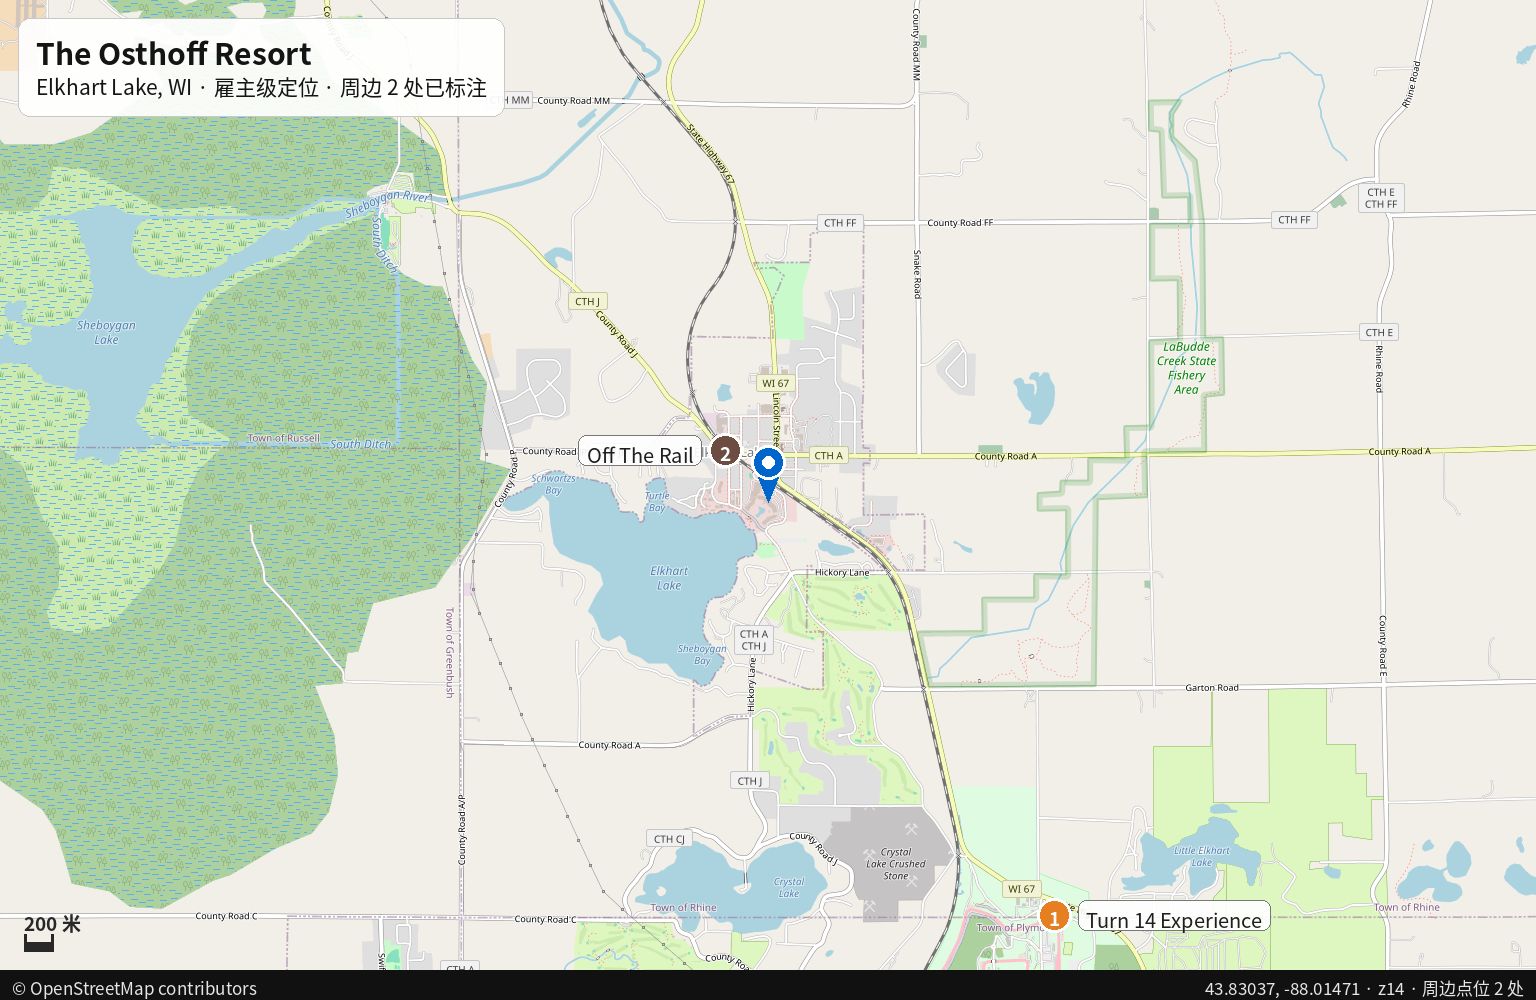 The Osthoff Resort
Elkhart Lake, WI · 雇主级定位 · 周边 2 处已标注
MM
County Road MM
County Road MM
Rhine Road
State Highway 67
CTH E
CTH FF
Sheboygan River
South Ditch
CTH FF
County Road FF
CTH FF
Snake Road
CTH J
County Road J
Sheboygan
Lake
CTH E
Rhine Road
LaBudde
Creek State
Fishery
Area
WI 67
Lincoln Street
Town of Russell
South Ditch
County Road
Off The Rail
2
CTH A
County Road A
County Road A
County Road P
Schwartzs
Bay
Turtle
Bay
Elkhart
Lake
Hickory Lane
Town of Greenbush
CTH A
CTH J
Sheboygan
Bay
Hickory Lane
County Road E
Garton Road
County Road A
CTH J
County Road A/P
CTH CJ
County Road J
Crystal
Lake Crushed
Stone
Little Elkhart
Lake
Crystal
Lake
WI 67
Town of Rhine
Town of Rhine
County Road C
County Road C
1
Turn 14 Experience
Town of Plymo
200 米
Swif
CTH A
County Roa
© OpenStreetMap contributors
43.83037, -88.01471 · z14 · 周边点位 2 处